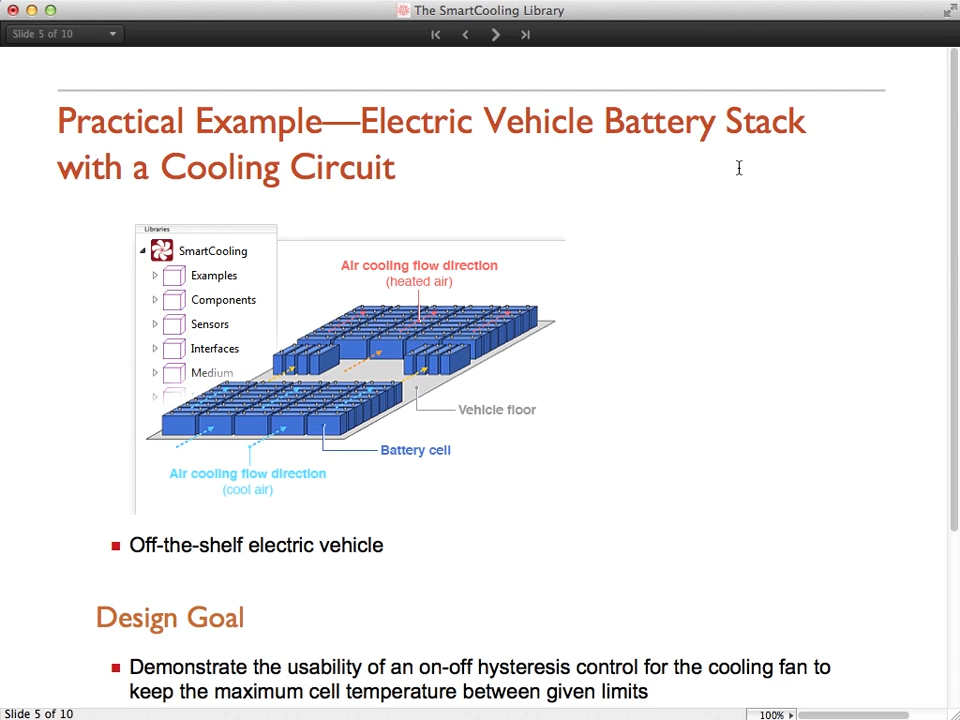 The SmartCooling Library
Slide 5 of 10
Practical Example—Electric Vehicle Battery Stack
with a Cooling Circuit
Libraries
SmartCooling
Examples
Components
Sensors
Interfaces
Medium
Air cooling flow direction
(heated air)
Vehicle floor
Battery cell
Air cooling flow direction
(cool air)
Off-the-shelf electric vehicle
Design Goal
Demonstrate the usability of an on-off hysteresis control for the cooling fan to
keep the maximum cell temperature between given limits
Slide 5 of 10
100%